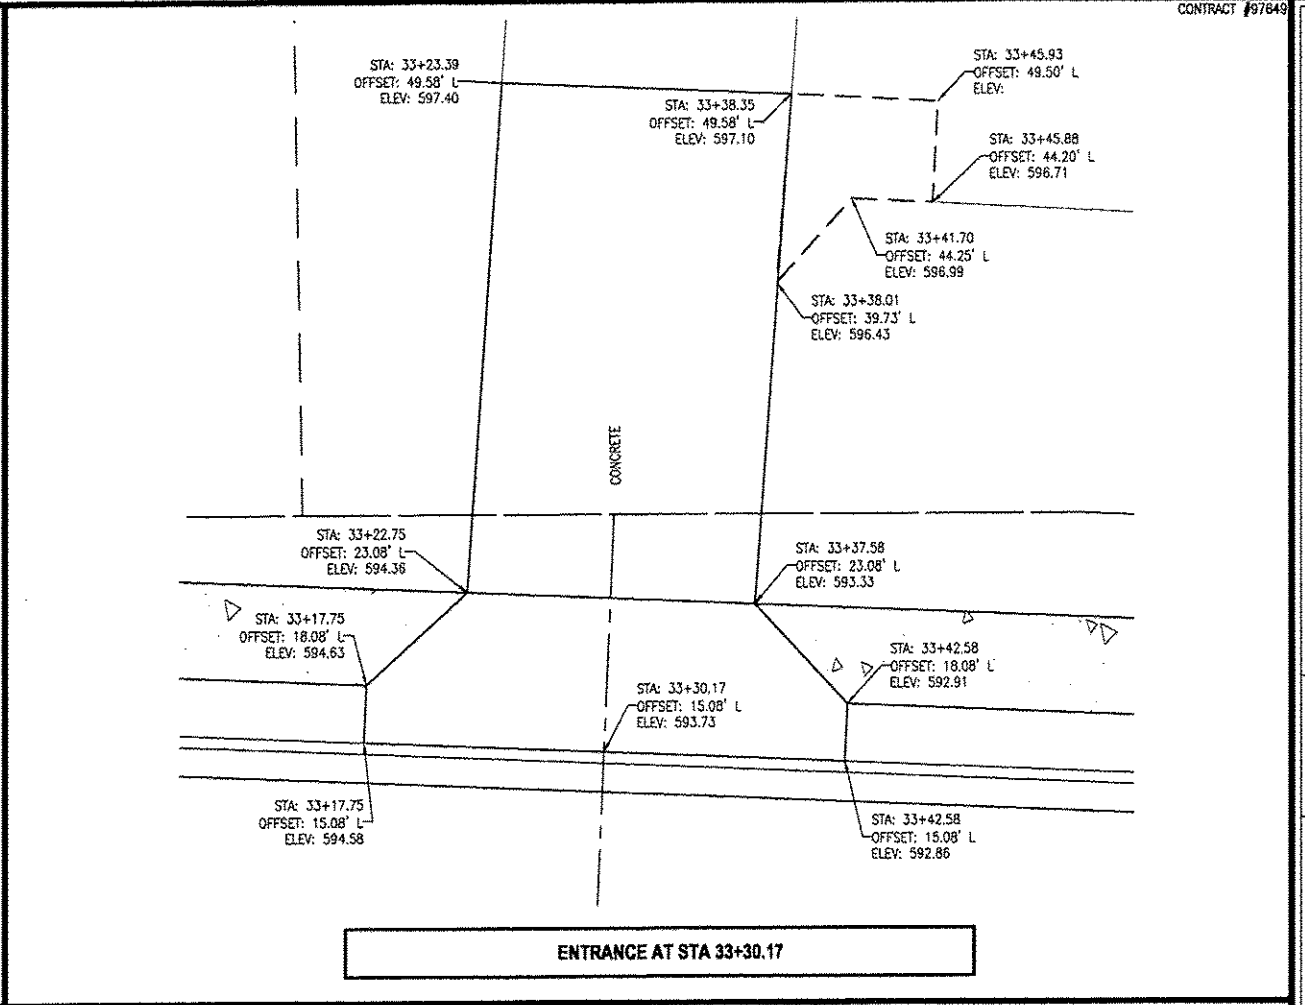 CONTRACT #97649
STA: 33+23.39
OFFSET: 49.58' L
ELEV: 597.40
STA: 33+38.35
OFFSET: 49.58' L
ELEV: 597.10
STA: 33+45.93
OFFSET: 49.50' L
ELEV:
STA: 33+45.88
OFFSET: 44.20' L
ELEV: 596.71
STA: 33+41.70
OFFSET: 44.25' L
ELEV: 596.99
STA: 33+38.01
OFFSET: 39.73' L
ELEV: 596.43
CONCRETE
STA: 33+22.75
OFFSET: 23.08' L
ELEV: 594.36
STA: 33+37.58
OFFSET: 23.08' L
ELEV: 593.33
STA: 33+17.75
OFFSET: 18.08' L
ELEV: 594.63
STA: 33+42.58
OFFSET: 18.08' L
ELEV: 592.91
STA: 33+30.17
OFFSET: 15.08' L
ELEV: 593.73
STA: 33+17.75
OFFSET: 15.08' L
ELEV: 594.58
STA: 33+42.58
OFFSET: 15.08' L
ELEV: 592.86
ENTRANCE AT STA 33+30.17